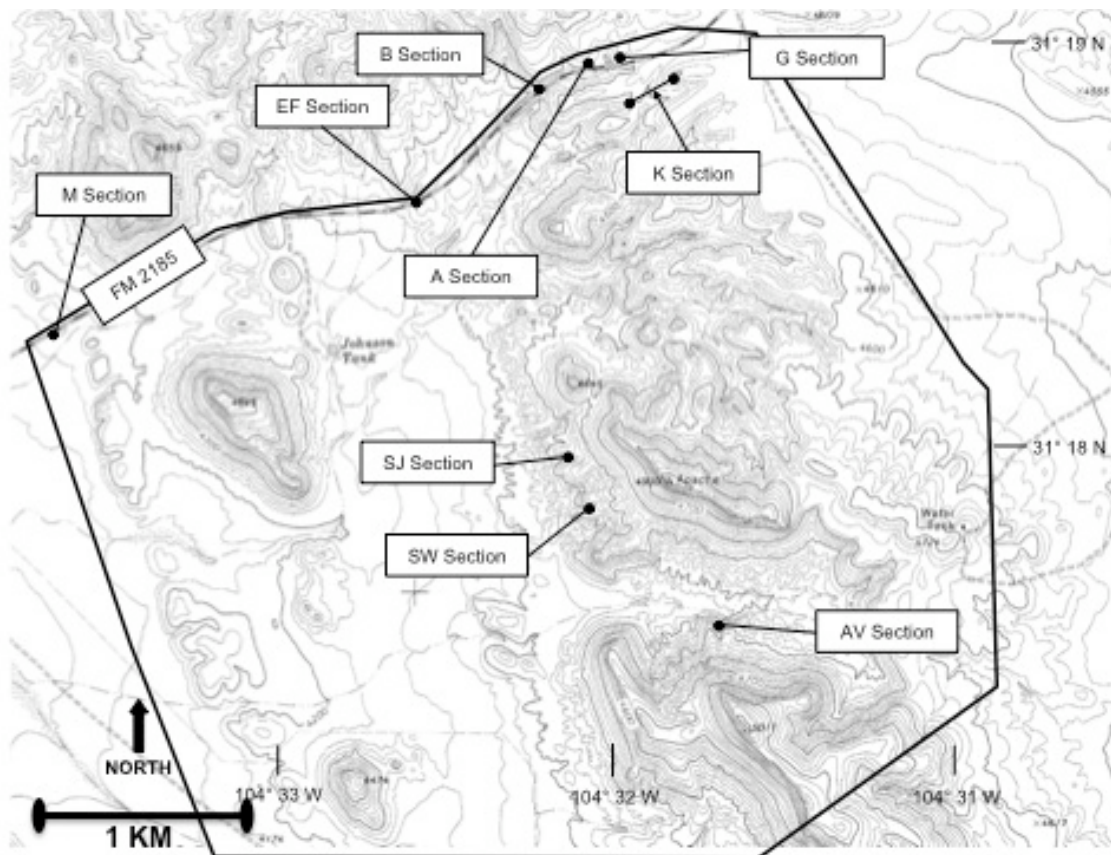 B Section
G Section
31° 19 N
EF Section
K Section
M Section
FM 2185
A Section
Johnson
Tank
SJ Section
31° 18 N
Apache
Water
Tank
SW Section
AV Section
NORTH
104° 33 W
104° 32 W
104° 31 W
1 KM